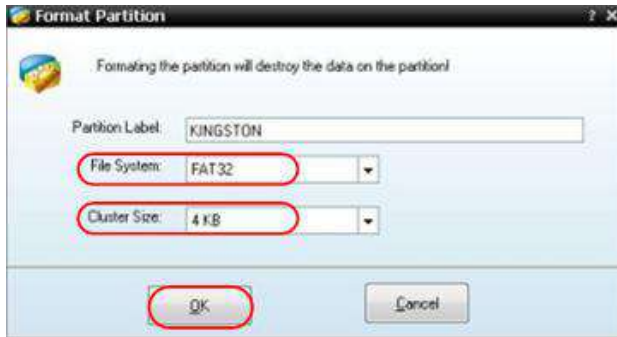 Format Partition ? X
Formating the partition will destroy the data on the partition!
Partition Label: KINGSTON
File System: FAT32
Cluster Size: 4 KB
OK Cancel